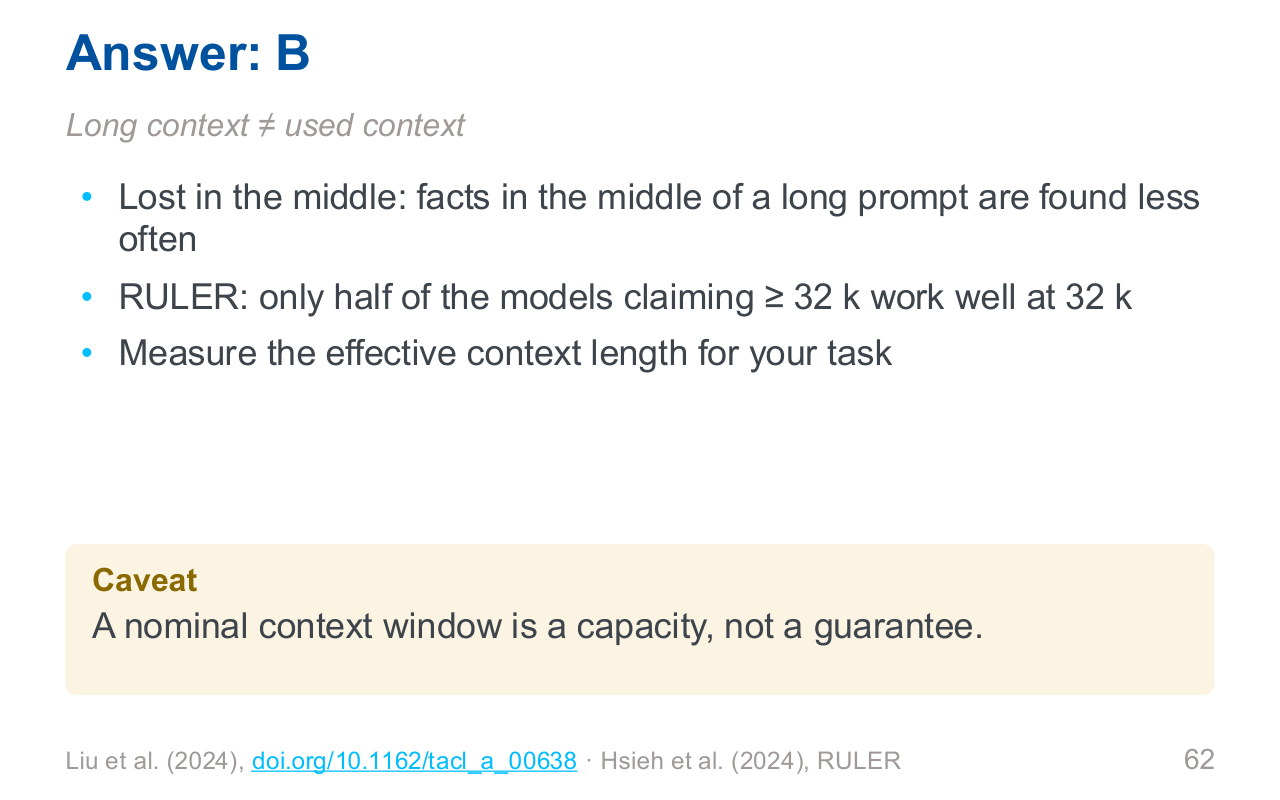 Answer: B
Long context ≠ used context
• Lost in the middle: facts in the middle of a long prompt are found less
often
• RULER: only half of the models claiming ≥ 32 k work well at 32 k
• Measure the effective context length for your task
Caveat
A nominal context window is a capacity, not a guarantee.
Liu et al. (2024), doi.org/10.1162/tacl_a_00638 · Hsieh et al. (2024), RULER
62